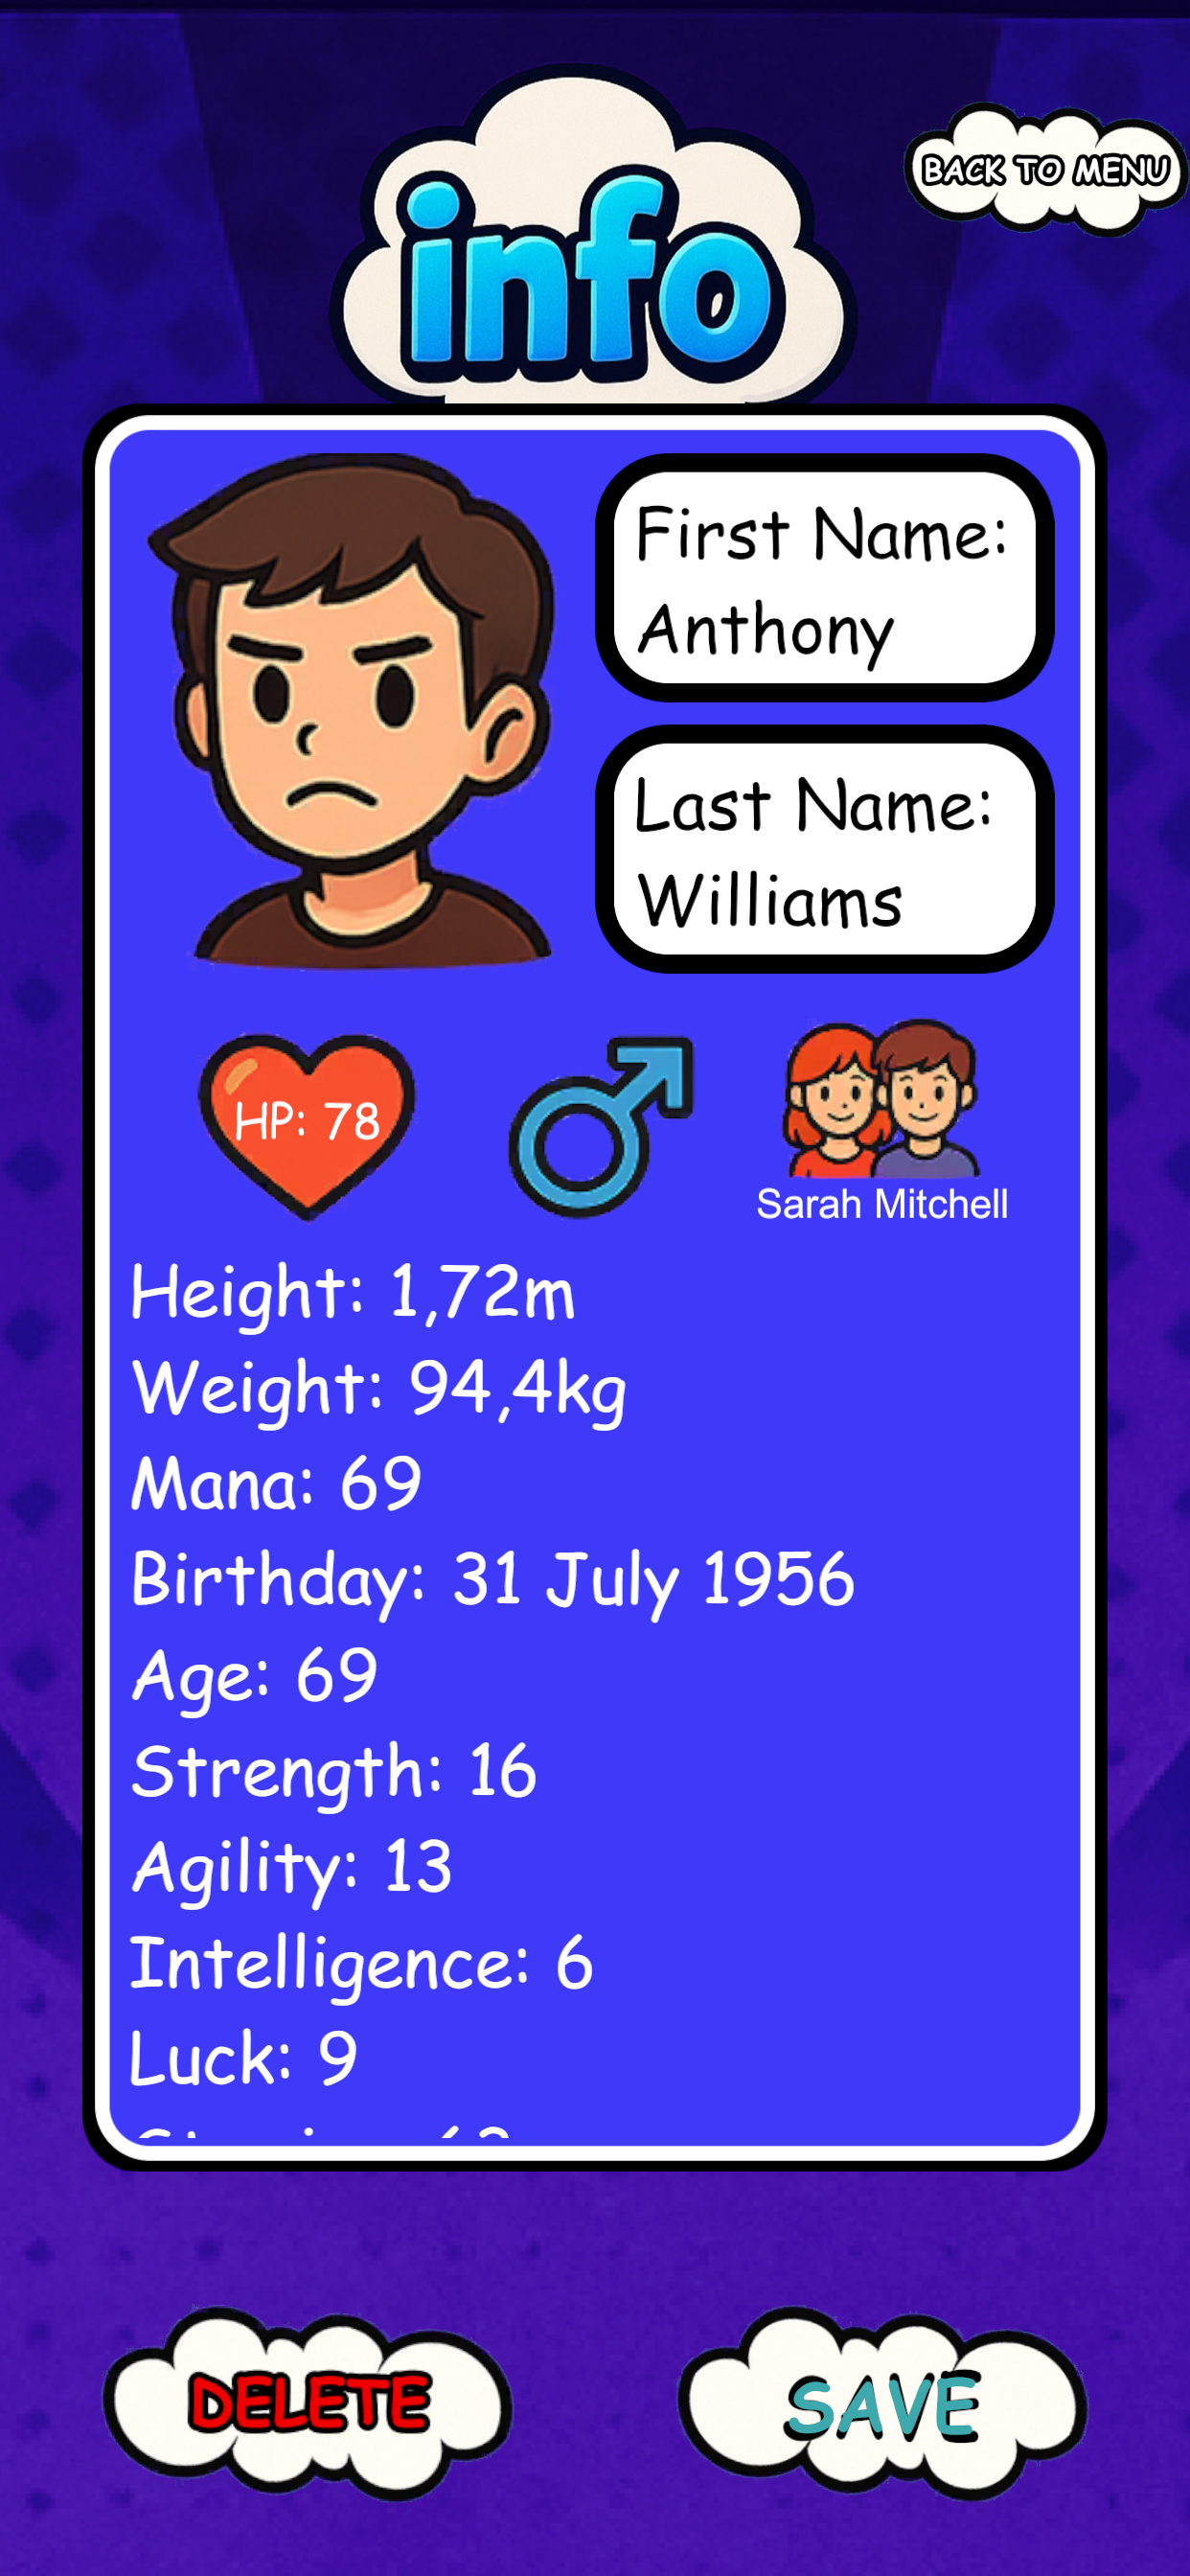 info
BACK TO MENU
First Name:
Anthony
Last Name:
Williams
HP: 78
Sarah Mitchell
Height: 1,72m
Weight: 94,4kg
Mana: 69
Birthday: 31 July 1956
Age: 69
Strength: 16
Agility: 13
Intelligence: 6
Luck: 9
DELETE
SAVE